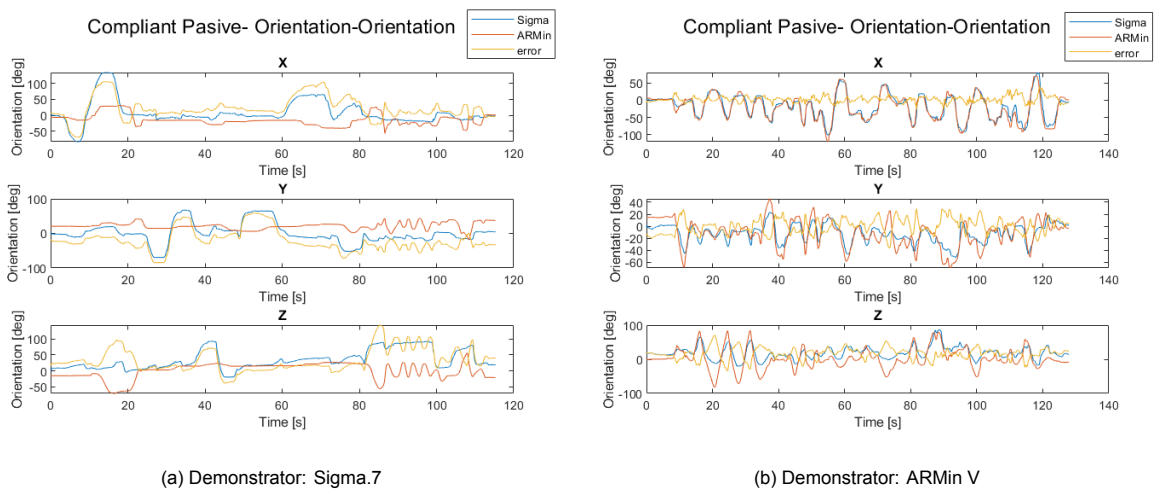 Compliant Pasive- Orientation-Orientation
Sigma
ARMin
error
X
Orientation [deg]
100
50
0
-50
0 20 40 60 80 100 120
Time [s]
Y
Orientation [deg]
100
0
-100
0 20 40 60 80 100 120
Time [s]
Z
Orientation [deg]
100
50
0
-50
0 20 40 60 80 100 120
Time [s]
(a) Demonstrator: Sigma.7
Compliant Pasive- Orientation-Orientation
Sigma
ARMin
error
X
Orientation [deg]
50
0
-50
-100
0 20 40 60 80 100 120 140
Time [s]
Y
Orientation [deg]
40
20
0
-20
-40
-60
0 20 40 60 80 100 120 140
Time [s]
Z
Orientation [deg]
100
0
-100
0 20 40 60 80 100 120 140
Time [s]
(b) Demonstrator: ARMin V